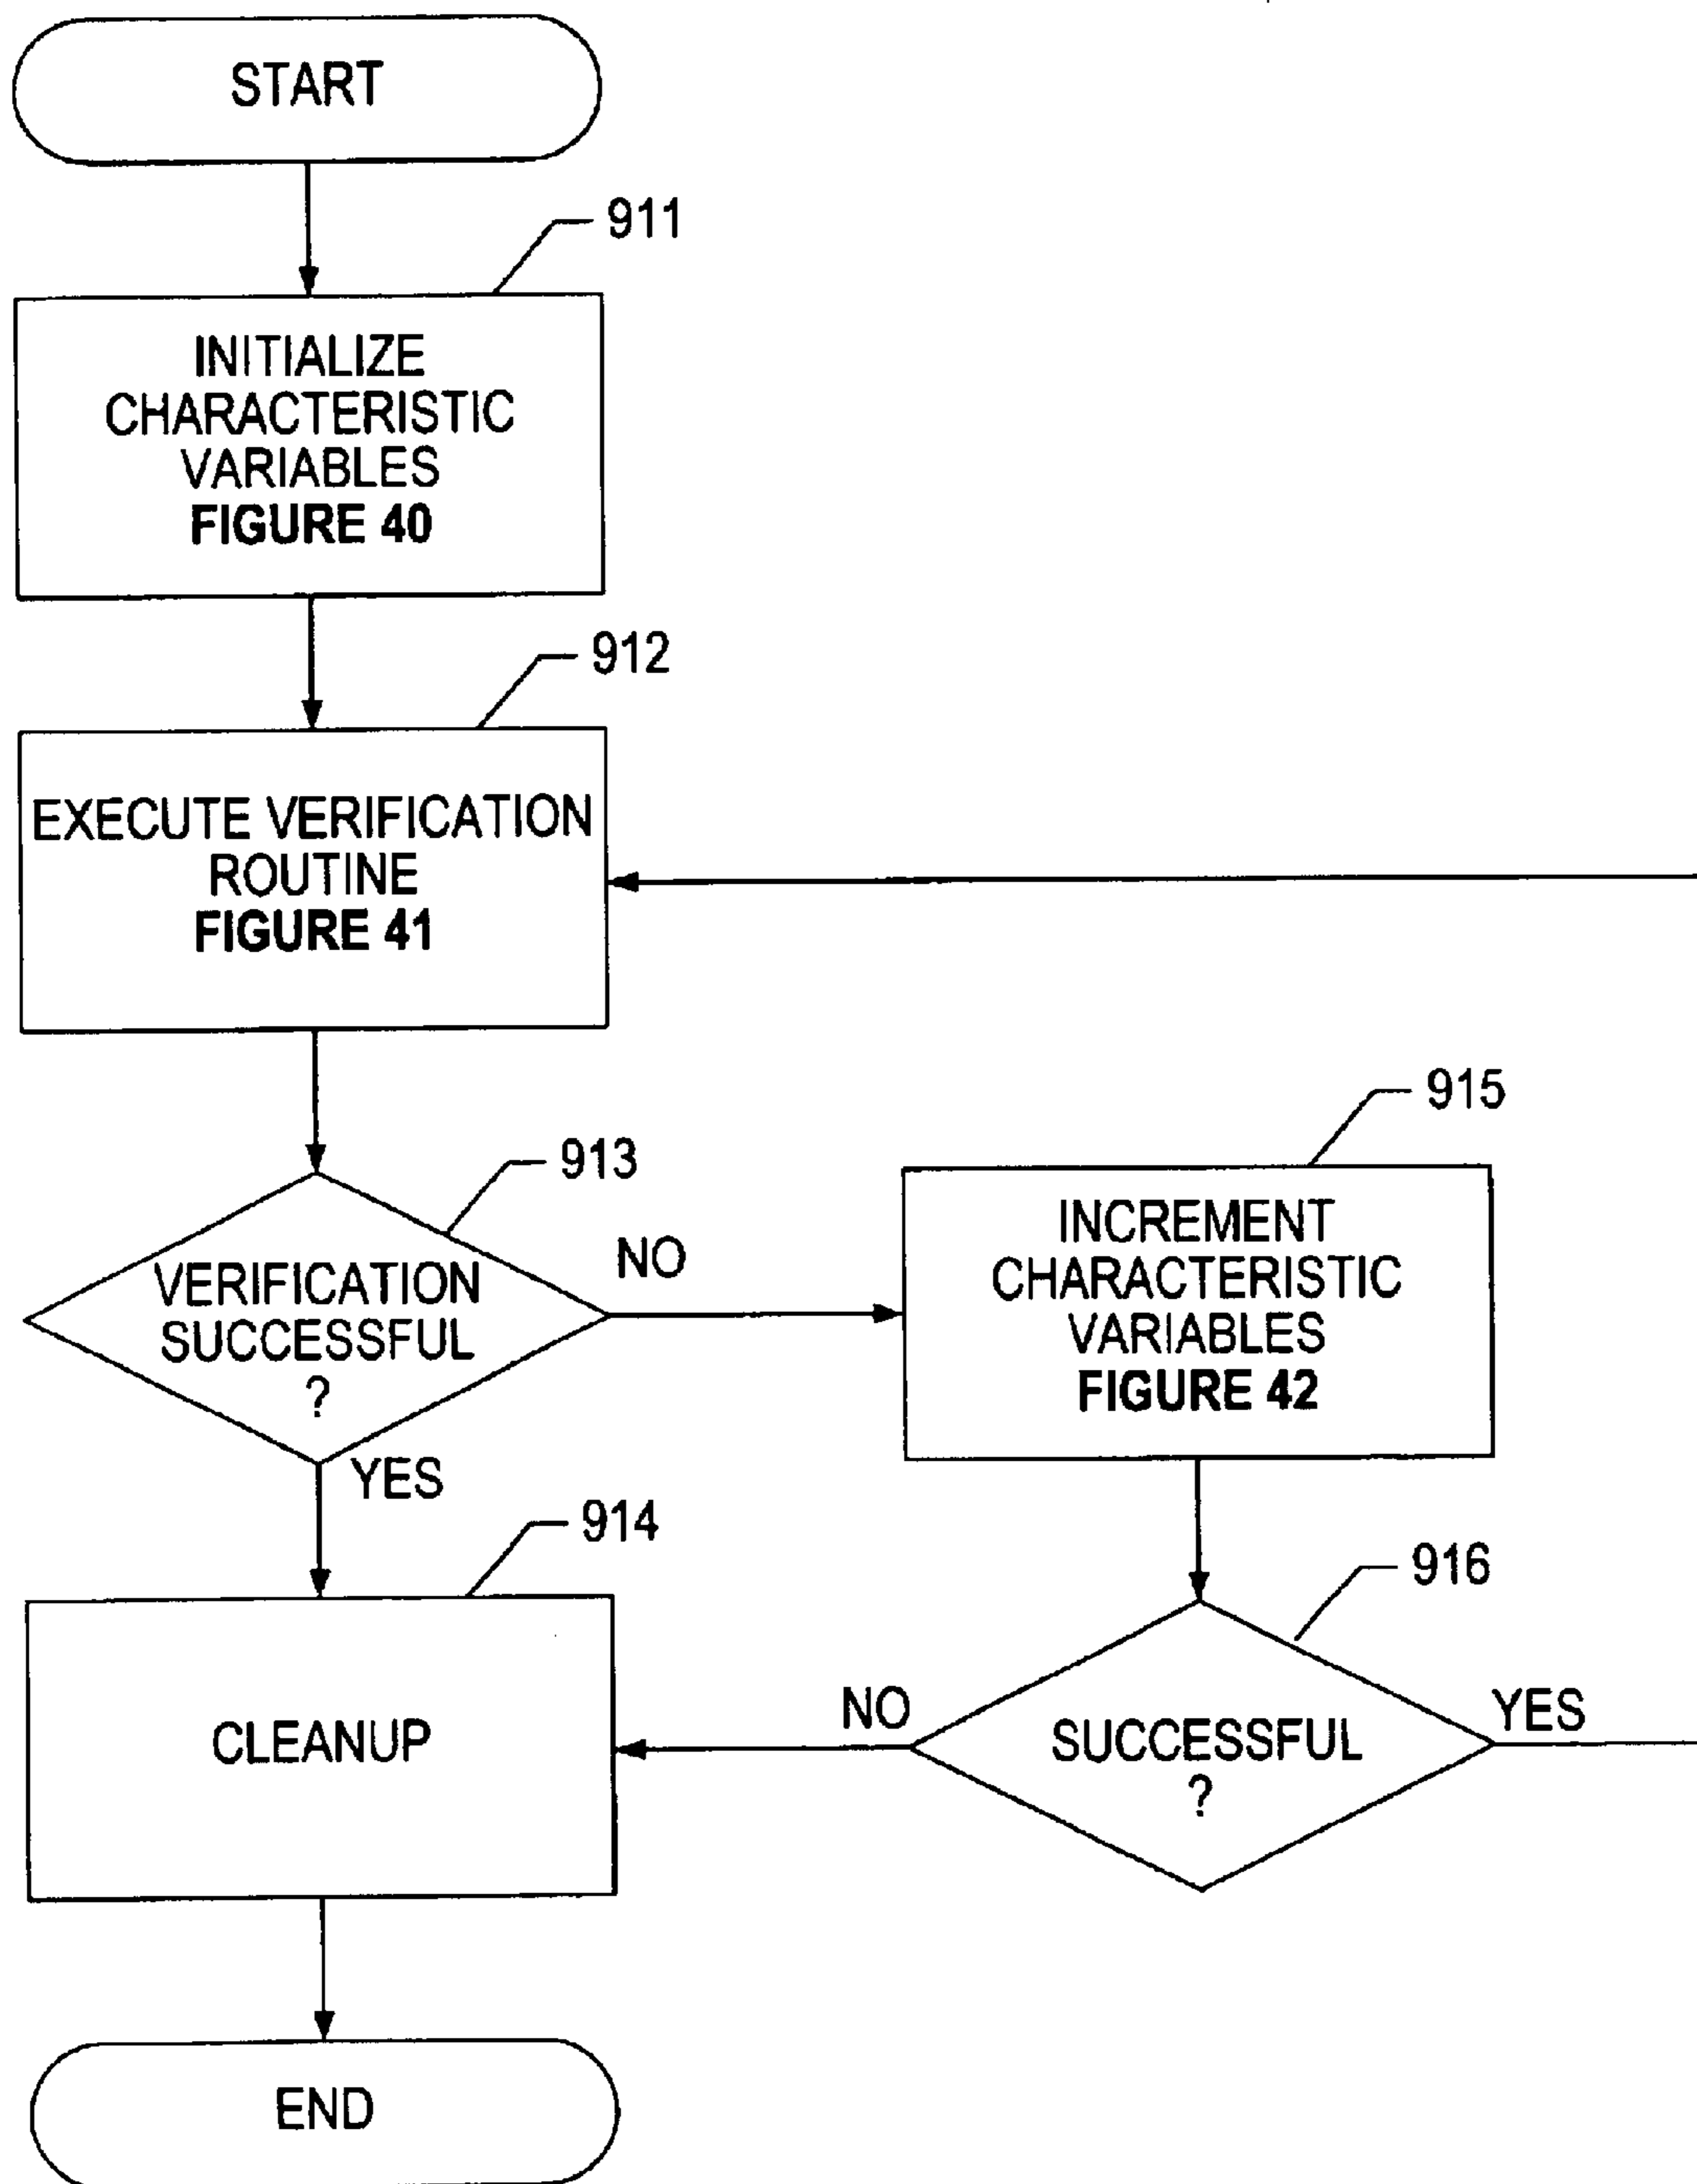 START
911
INITIALIZE
CHARACTERISTIC
VARIABLES
FIGURE 40
912
EXECUTE VERIFICATION
ROUTINE
FIGURE 41
913
VERIFICATION
SUCCESSFUL
?
NO
YES
915
INCREMENT
CHARACTERISTIC
VARIABLES
FIGURE 42
914
CLEANUP
916
SUCCESSFUL
?
NO
YES
END